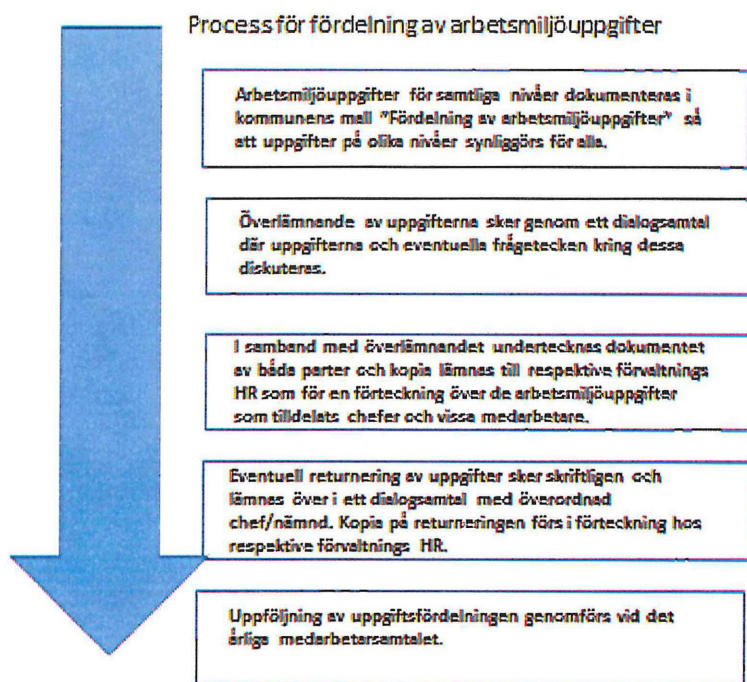 Process för fördelning av arbetsmiljöuppgifter
Arbetsmiljöuppgifter för samtliga nivåer dokumenteras i
kommunens mall "Fördelning av arbetsmiljöuppgifter" så
att uppgifter på olika nivåer synliggörs för alla.
Överlämnande av uppgifterna sker genom ett dialogsamtal
där uppgifterna och eventuella frågetecken kring dessa
diskuteras.
I samband med överlämnandet undertecknas dokumentet
av båda parter och kopia lämnas till respektive förvaltnings
HR som för en förteckning över de arbetsmiljöuppgifter
som tilldelats chefer och vissa medarbetare.
Eventuell returnering av uppgifter sker skriftligen och
lämnas över i ett dialogsamtal med överordnad
chef/nämnd. Kopia på returneringen förs i förteckning hos
respektive förvaltnings HR.
Uppföljning av uppgiftsfördelningen genomförs vid det
årliga medarbetarsamtalet.